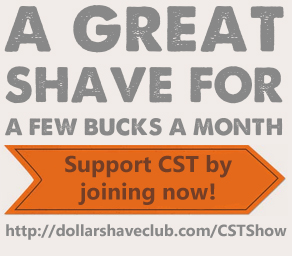 A GREAT
SHAVE FOR
A FEW BUCKS A MONTH
Support CST by
joining now!
http://dollarshaveclub.com/CSTShow